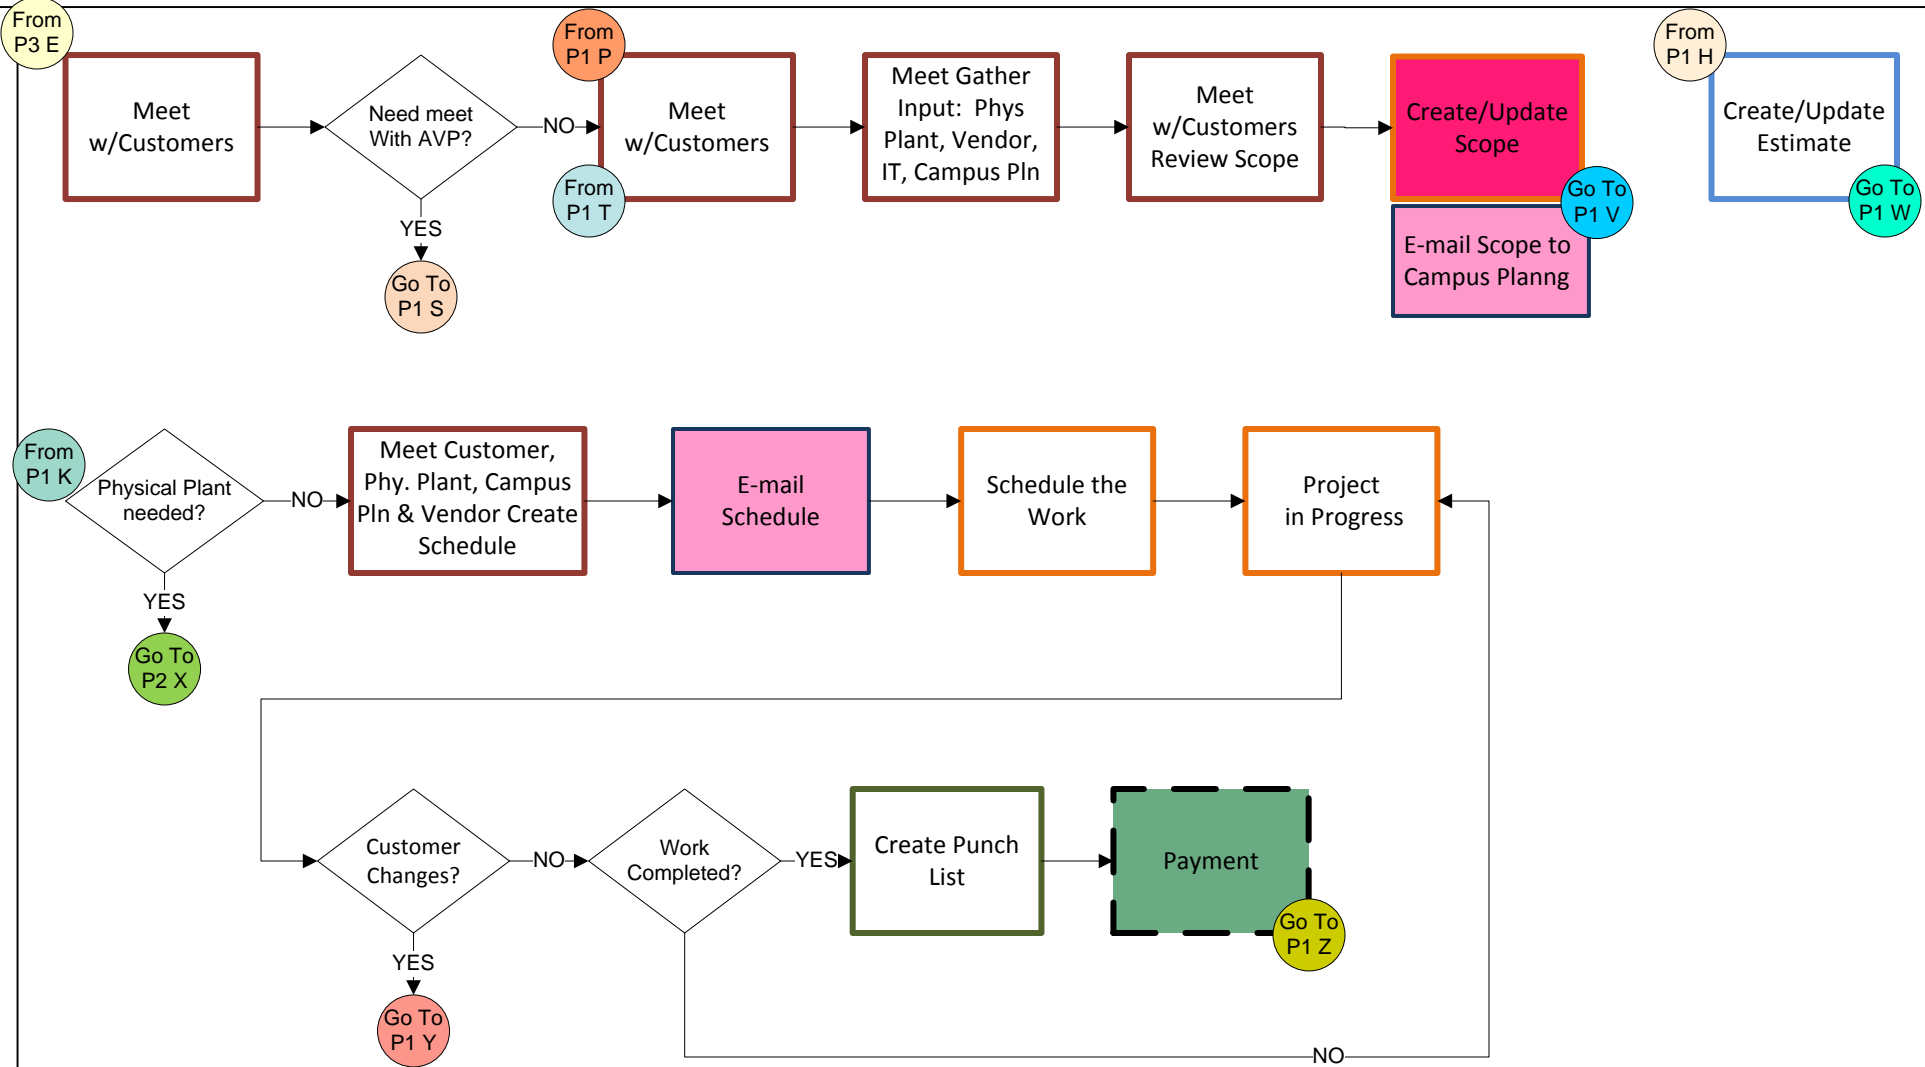 From
P3 E
Meet
w/Customers
Need meet
With AVP?
NO
YES
Go To
P1 S
From
P1 P
Meet
w/Customers
From
P1 T
Meet Gather
Input:  Phys
Plant, Vendor,
IT, Campus Pln
Meet
w/Customers
Review Scope
Create/Update
Scope
Go To
P1 V
E-mail Scope to
Campus Planng
From
P1 H
Create/Update
Estimate
Go To
P1 W
From
P1 K
Physical Plant
needed?
NO
YES
Go To
P2 X
Meet Customer,
Phy. Plant, Campus
Pln & Vendor Create
Schedule
E-mail
Schedule
Schedule the
Work
Project
in Progress
Customer
Changes?
NO
YES
Go To
P1 Y
Work
Completed?
YES
NO
Create Punch
List
Payment
Go To
P1 Z